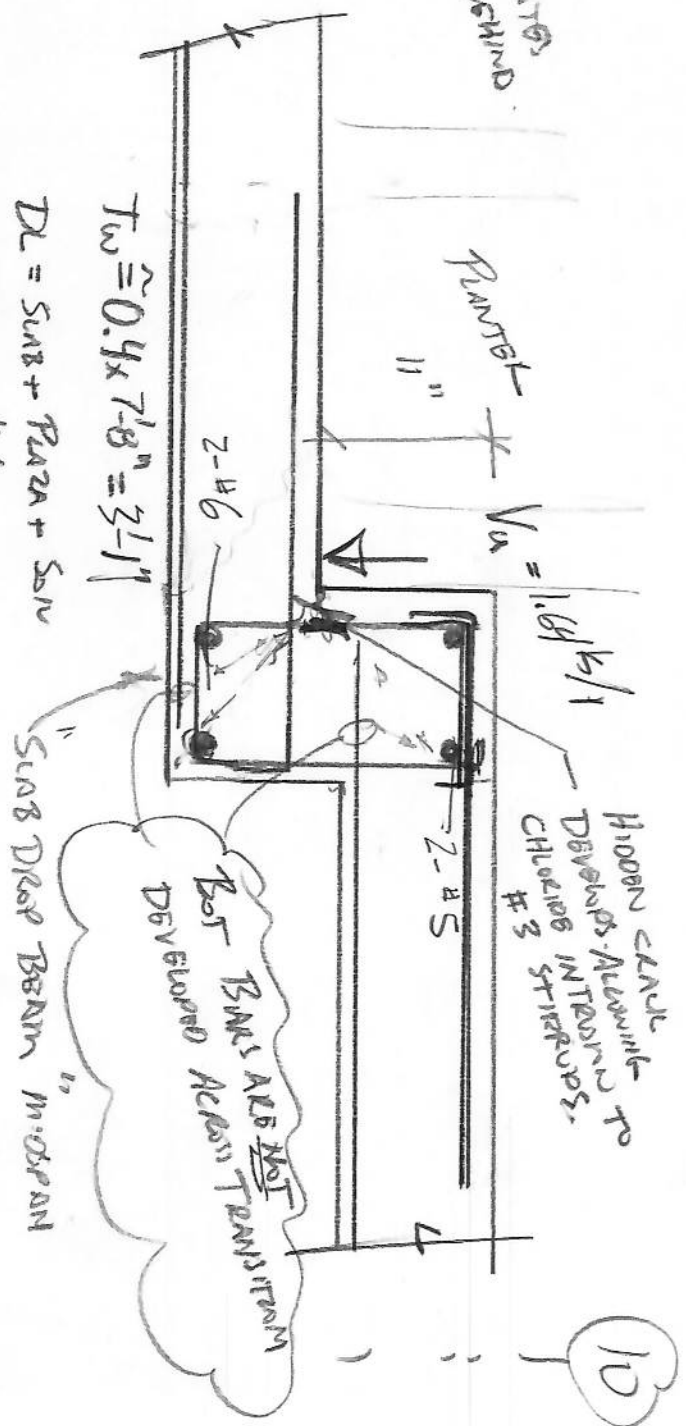 BEHIND.
PLANTER
11"
Vu = 1.64 k/1
HIDDEN CRACK
DEVELOPS ALLOWING
CHLORIDE INTRUSION TO
#3 STIRRUPS.
10
2-#6
2-#5
Tw ≅ 0.4 x 7'-8" = 3'-1"
DL = SLAB + PLAZA + SOIL
"SLAB DROP BEAM" MIDSPAN
BOT BARS ARE NOT
DEVELOPED ACROSS TRANSITION